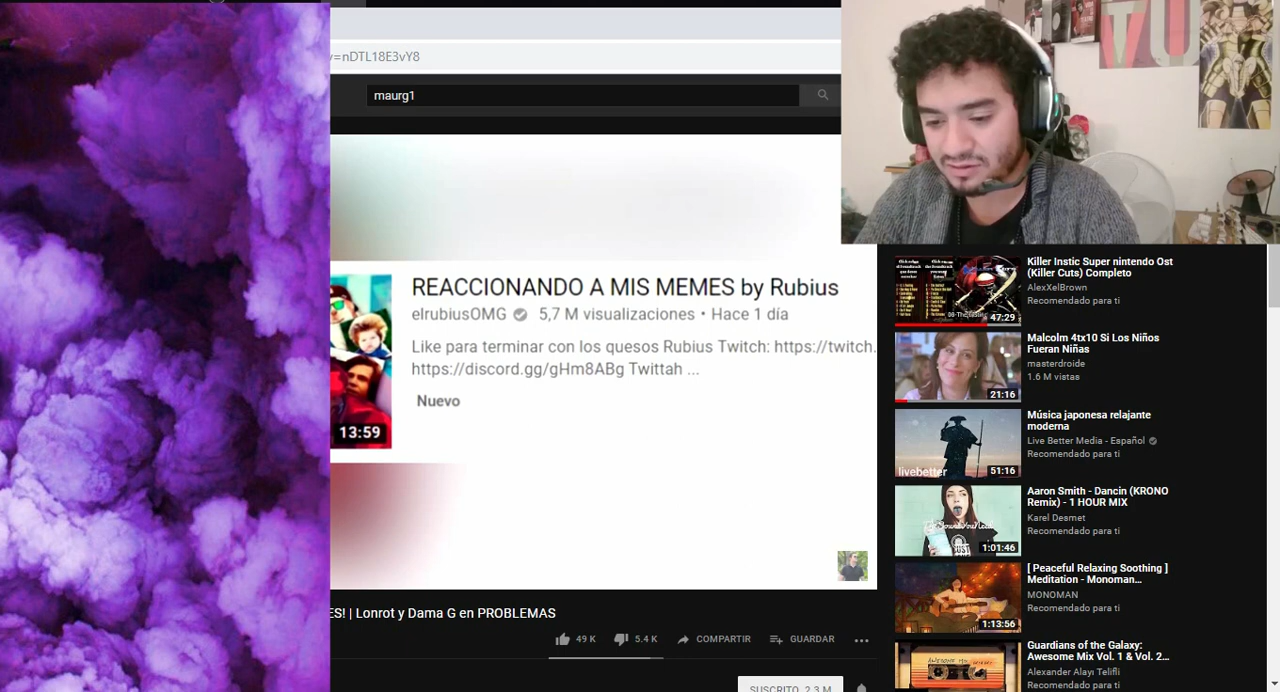 v=nDTL18E3vY8
maurg1
REACCIONANDO A MIS MEMES by Rubius
elrubiusOMG 5,7 M visualizaciones • Hace 1 día
Like para terminar con los quesos Rubius Twitch: https://twitch.
https://discord.gg/gHm8ABg Twittah ...
Nuevo
13:59
ES! | Lonrot y Dama G en PROBLEMAS
49 K 5.4 K COMPARTIR GUARDAR
SUSCRITO 2.3 M
TU
47:29
Killer Instic Super nintendo Ost
(Killer Cuts) Completo
AlexXelBrown
Recomendado para ti
21:16
Malcolm 4tx10 Si Los Niños
Fueran Niñas
masterdroide
1.6 M vistas
livebetter
51:16
Música japonesa relajante
moderna
Live Better Media - Español
Recomendado para ti
1:01:46
Aaron Smith - Dancin (KRONO
Remix) - 1 HOUR MIX
Karel Desmet
Recomendado para ti
1:13:56
[ Peaceful Relaxing Soothing ]
Meditation - Monoman...
MONOMAN
Recomendado para ti
Guardians of the Galaxy:
Awesome Mix Vol. 1 & Vol. 2...
Alexander Alayı Telifli
Recomendado para ti